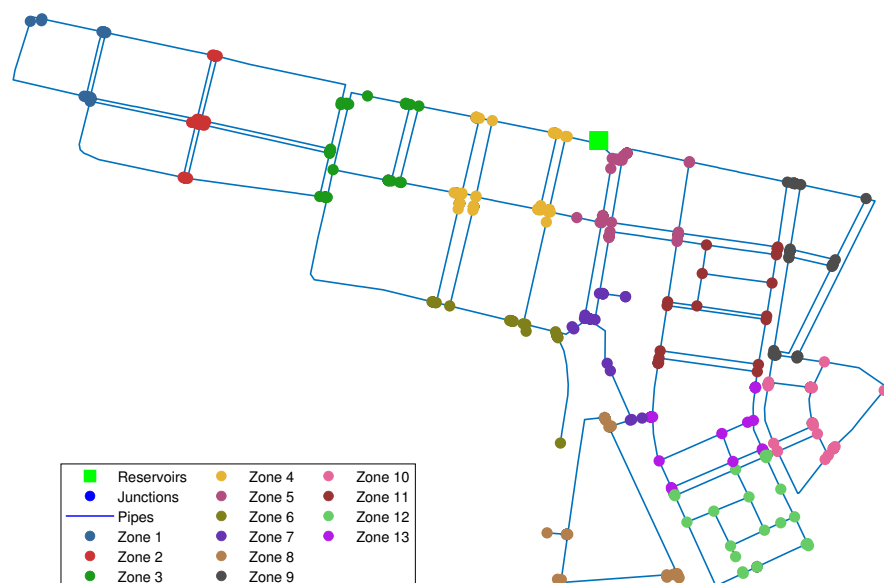 Reservoirs Zone 4 Zone 10
Junctions Zone 5 Zone 11
Pipes Zone 6 Zone 12
Zone 1 Zone 7 Zone 13
Zone 2 Zone 8
Zone 3 Zone 9